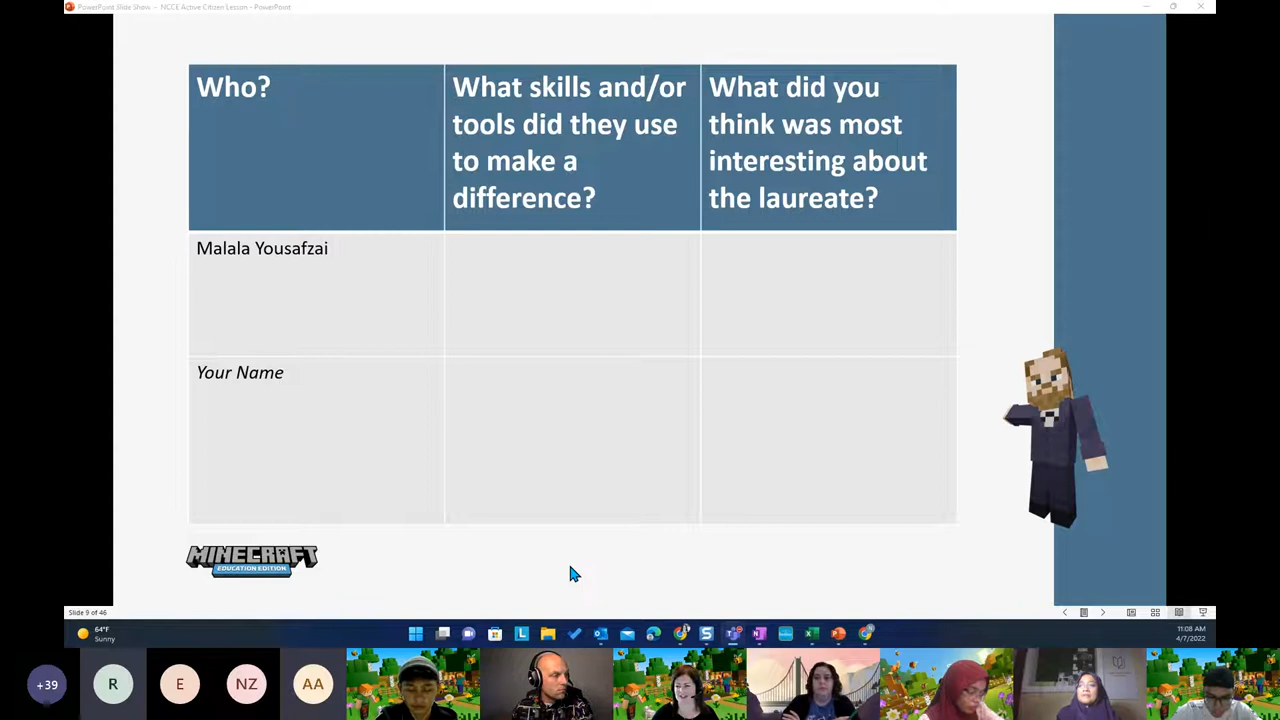 PowerPoint Slide Show - NGCE Active Citizen Lesson - PowerPoint
Who?
What skills and/or
tools did they use
to make a
difference?
What did you
think was most
interesting about
the laureate?
Malala Yousafzai
Your Name
MINECRAFT
EDUCATION EDITION
Slide 9 of 46
64°F
Sunny
11:08 AM
4/7/2022
+39
R
E
NZ
AA